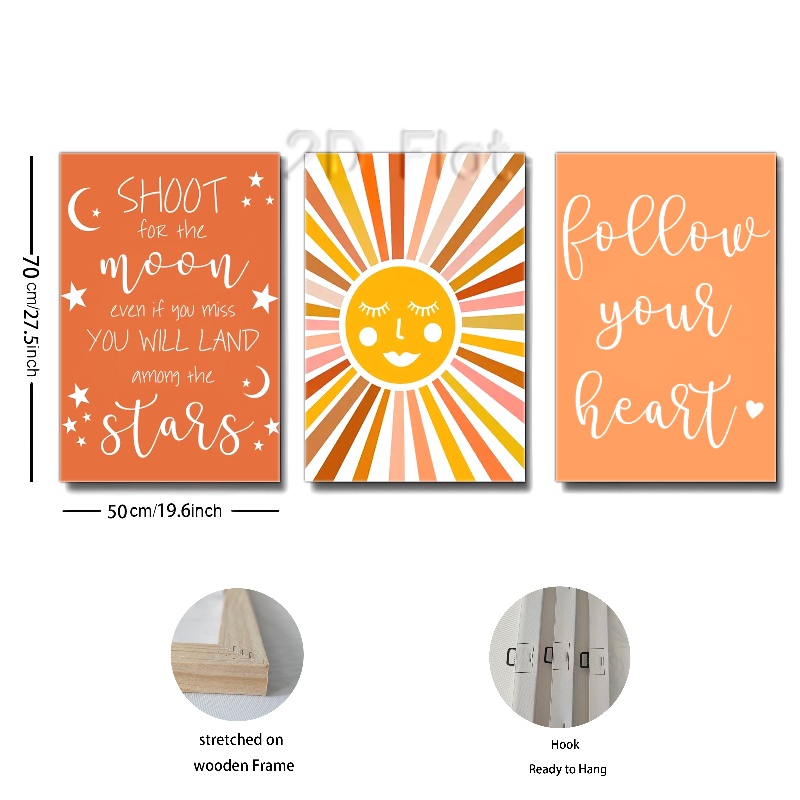 2D Flat
SHOOT
for the
moon
even if you miss
YOU WILL LAND
among the
stars
follow
your
heart
70 cm/27.5inch
50cm/19.6inch
stretched on
wooden Frame
Hook
Ready to Hang